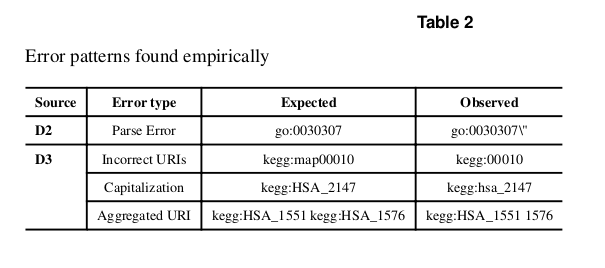 Table 2
Error patterns found empirically
Source Error type Expected Observed
D2 Parse Error go:0030307 go:0030307\"
D3 Incorrect URIs kegg:map00010 kegg:00010
Capitalization kegg:HSA_2147 kegg:hsa_2147
Aggregated URI kegg:HSA_1551 kegg:HSA_1576 kegg:HSA_1551 1576